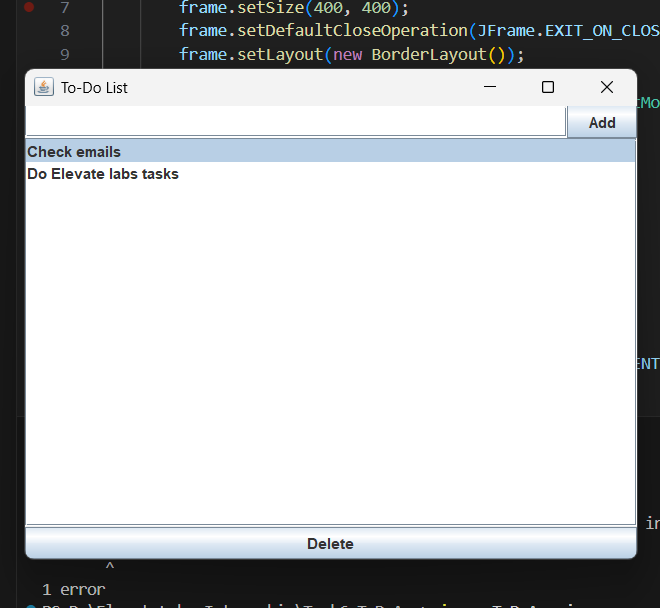 7 frame.setSize(400, 400);
8 frame.setDefaultCloseOperation(JFrame.EXIT_ON_CLOS
9 frame.setLayout(new BorderLayout());
To-Do List
tMo
Add
Check emails
Do Elevate labs tasks
ENT
in
Delete
^
1 error